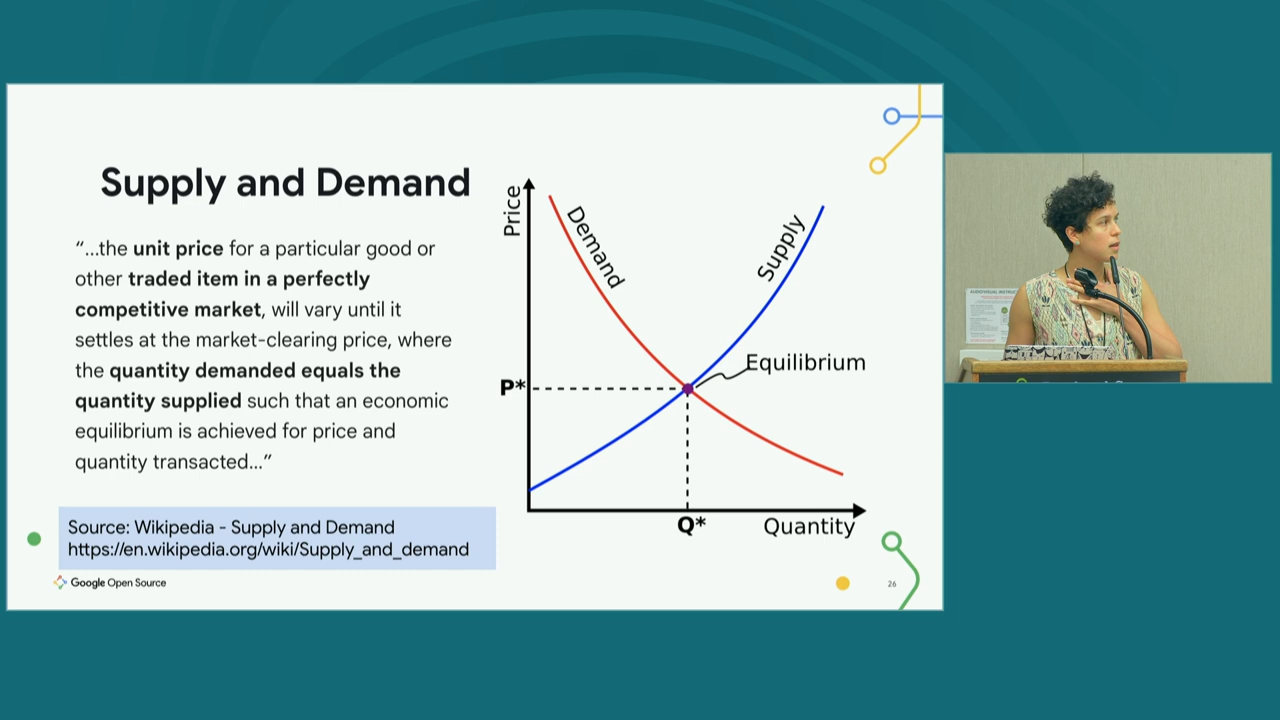 Supply and Demand
“...the unit price for a particular good or
other traded item in a perfectly
competitive market, will vary until it
settles at the market-clearing price, where
the quantity demanded equals the
quantity supplied such that an economic
equilibrium is achieved for price and
quantity transacted...”
Source: Wikipedia - Supply and Demand
https://en.wikipedia.org/wiki/Supply_and_demand
Google Open Source
Price
Demand
Supply
Equilibrium
P*
Q*
Quantity
26